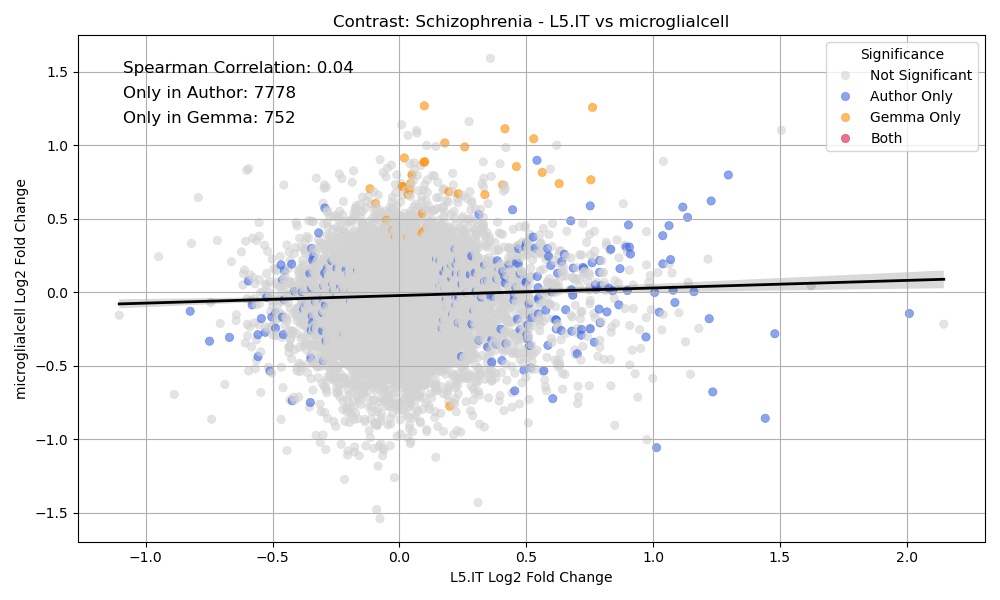 Contrast: Schizophrenia - L5.IT vs microglialcell
Spearman Correlation: 0.04
Only in Author: 7778
Only in Gemma: 752
Significance
Not Significant
Author Only
Gemma Only
Both
microglialcell Log2 Fold Change
1.5
1.0
0.5
0.0
−0.5
−1.0
−1.5
−1.0 −0.5 0.0 0.5 1.0 1.5 2.0
L5.IT Log2 Fold Change